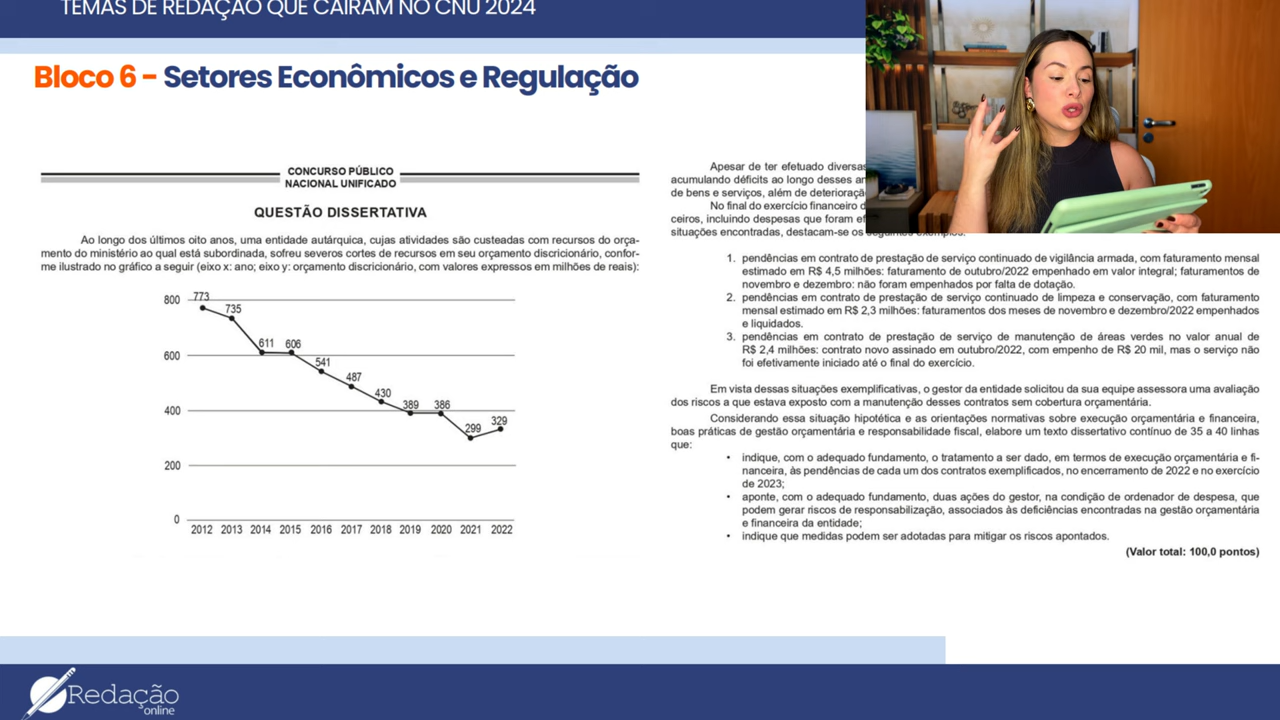 TEMAS DE REDAÇÃO QUE CAÍRAM NO CNU 2024
Bloco 6 - Setores Econômicos e Regulação
CONCURSO PÚBLICO
NACIONAL UNIFICADO
QUESTÃO DISSERTATIVA
Ao longo dos últimos oito anos, uma entidade autárquica, cujas atividades são custeadas com recursos do orça-
mento do ministério ao qual está subordinada, sofreu severos cortes de recursos em seu orçamento discricionário, confor-
me ilustrado no gráfico a seguir (eixo x: ano; eixo y: orçamento discricionário, com valores expressos em milhões de reais):
800
600
400
200
0
773
735
611
606
541
487
430
389
386
299
329
2012 2013 2014 2015 2016 2017 2018 2019 2020 2021 2022
Apesar de ter efetuado diversas
acumulando déficits ao longo desses
de bens e serviços, além de
No final do exercício financeiro
ceiros, incluindo despesas que foram
situações encontradas, destacam-se os seguintes exemplos:
1. pendências em contrato de prestação de serviço continuado de vigilância armada, com faturamento mensal
estimado em R$ 4,5 milhões: faturamento de outubro/2022 empenhado em valor integral; faturamentos de
novembro e dezembro: não foram empenhados por falta de dotação.
2. pendências em contrato de prestação de serviço continuado de limpeza e conservação, com faturamento
mensal estimado em R$ 2,3 milhões: faturamentos dos meses de novembro e dezembro/2022 empenhados
e liquidados.
3. pendências em contrato de prestação de serviço de manutenção de áreas verdes no valor anual de
R$ 2,4 milhões: contrato novo assinado em outubro/2022, com empenho de R$ 20 mil, mas o serviço não
foi efetivamente iniciado até o final do exercício.
Em vista dessas situações exemplificativas, o gestor da entidade solicitou da sua equipe assessora uma avaliação
dos riscos a que estava exposto com a manutenção desses contratos sem cobertura orçamentária.
Considerando essa situação hipotética e as orientações normativas sobre execução orçamentária e financeira,
boas práticas de gestão orçamentária e responsabilidade fiscal, elabore um texto dissertativo contínuo de 35 a 40 linhas
que:
• indique, com o adequado fundamento, o tratamento a ser dado, em termos de execução orçamentária e fi-
nanceira, às pendências de cada um dos contratos exemplificados, no encerramento de 2022 e no exercício
de 2023;
• aponte, com o adequado fundamento, duas ações do gestor, na condição de ordenador de despesa, que
podem gerar riscos de responsabilização, associados às deficiências encontradas na gestão orçamentária
e financeira da entidade;
• indique que medidas podem ser adotadas para mitigar os riscos apontados.
(Valor total: 100,0 pontos)
Redação
online